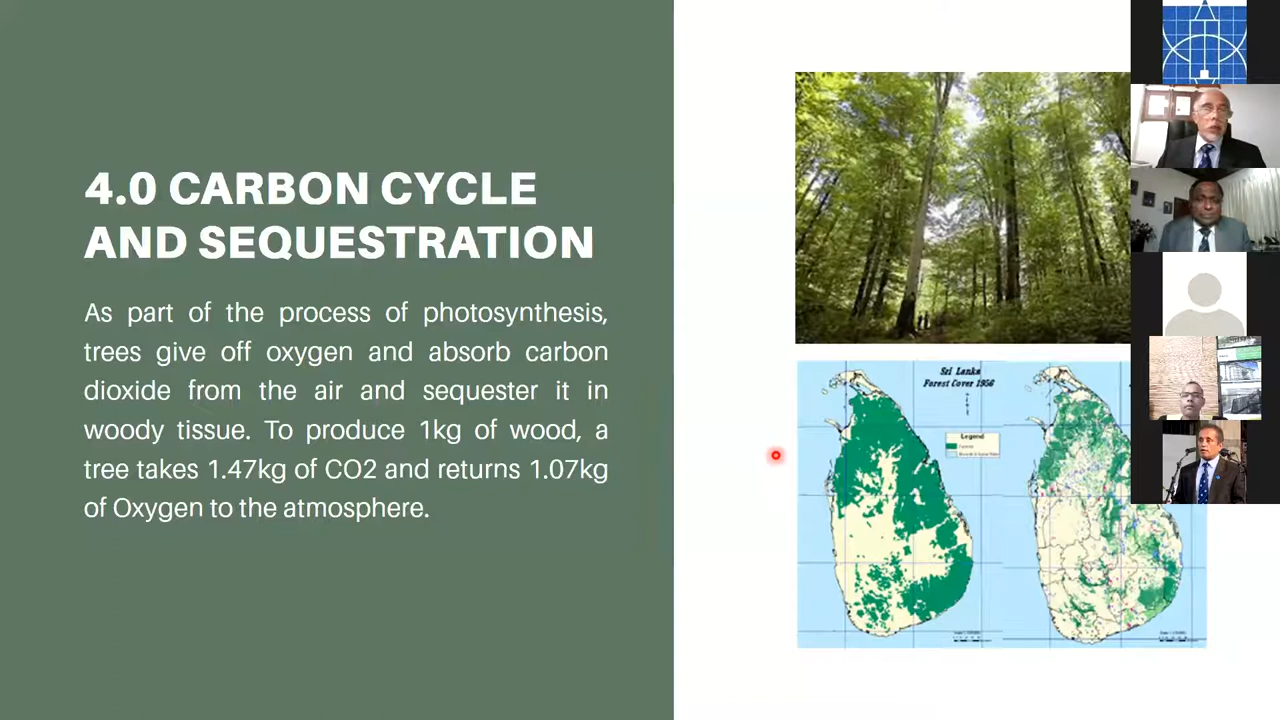 4.0 CARBON CYCLE
AND SEQUESTRATION
As part of the process of photosynthesis,
trees give off oxygen and absorb carbon
dioxide from the air and sequester it in
woody tissue. To produce 1kg of wood, a
tree takes 1.47kg of CO2 and returns 1.07kg
of Oxygen to the atmosphere.
Sri Lanka
Forest Cover 1956
Legend